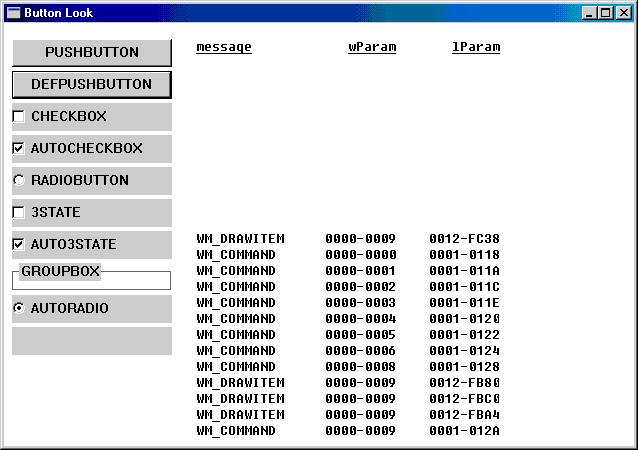 Button Look
PUSHBUTTON
DEFPUSHBUTTON
CHECKBOX
AUTOCHECKBOX
RADIOBUTTON
3STATE
AUTO3STATE
GROUPBOX
AUTORADIO
message wParam lParam
WM_DRAWITEM 0000-0009 0012-FC38
WM_COMMAND 0000-0000 0001-0118
WM_COMMAND 0000-0001 0001-011A
WM_COMMAND 0000-0002 0001-011C
WM_COMMAND 0000-0003 0001-011E
WM_COMMAND 0000-0004 0001-0120
WM_COMMAND 0000-0005 0001-0122
WM_COMMAND 0000-0006 0001-0124
WM_COMMAND 0000-0008 0001-0128
WM_DRAWITEM 0000-0009 0012-FB80
WM_DRAWITEM 0000-0009 0012-FBC0
WM_DRAWITEM 0000-0009 0012-FBA4
WM_COMMAND 0000-0009 0001-012A